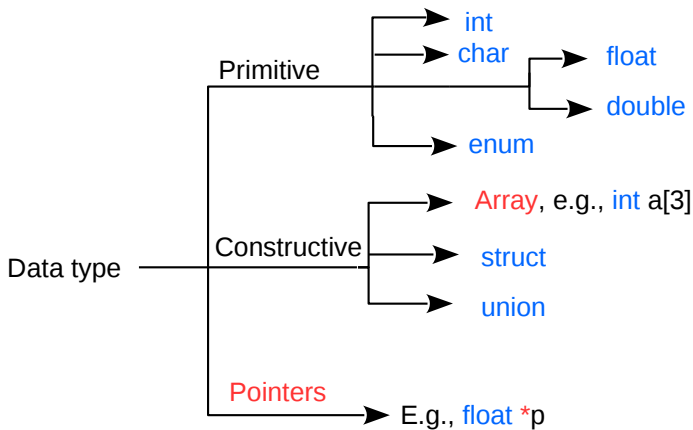 int
char
Primitive
float
double
enum
Array, e.g., int a[3]
Constructive
struct
Data type
union
Pointers
E.g., float *p